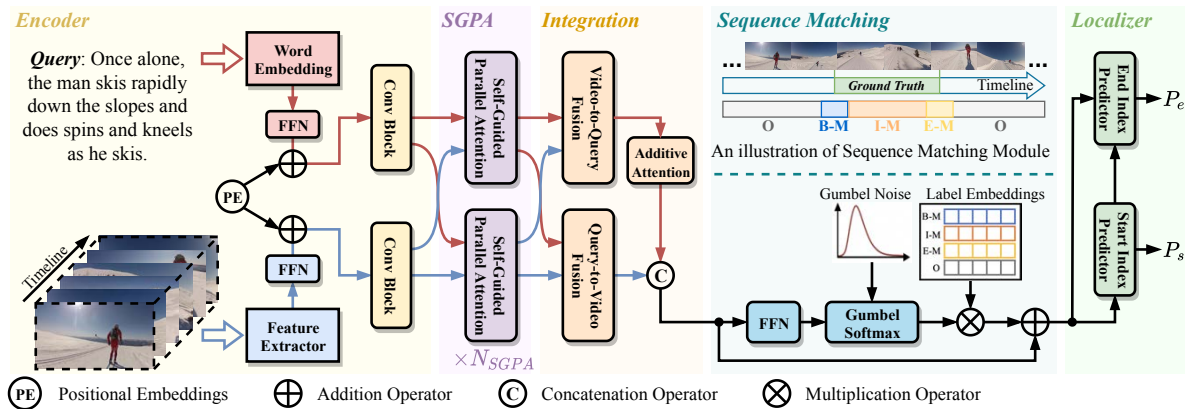 Encoder
SGPA
Integration
Sequence Matching
Localizer
Query: Once alone,
the man skis rapidly
down the slopes and
does spins and kneels
as he skis.
Word
Embedding
FFN
PE
Timeline
FFN
Feature
Extractor
Conv Block
Conv Block
Self-Guided
Parallel Attention
Self-Guided
Parallel Attention
×N_SGPA
Video-to-Query
Fusion
Query-to-Video
Fusion
Additive
Attention
C
... ...
Ground Truth
Timeline
O B-M I-M E-M O
An illustration of Sequence Matching Module
Gumbel Noise
Label Embeddings
B-M
I-M
E-M
O
FFN
Gumbel
Softmax
End Index
Predictor
Start Index
Predictor
P_e
P_s
PE Positional Embeddings
Addition Operator
C Concatenation Operator
Multiplication Operator